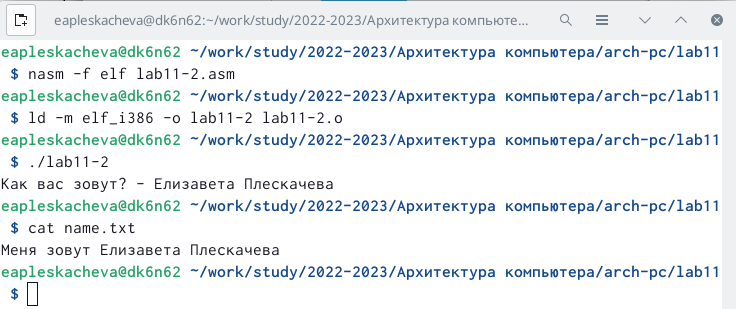 eapleskacheva@dk6n62:~/work/study/2022-2023/Архитектура компьюте...
eapleskacheva@dk6n62 ~/work/study/2022-2023/Архитектура компьютера/arch-pc/lab11
$ nasm -f elf lab11-2.asm
eapleskacheva@dk6n62 ~/work/study/2022-2023/Архитектура компьютера/arch-pc/lab11
$ ld -m elf_i386 -o lab11-2 lab11-2.o
eapleskacheva@dk6n62 ~/work/study/2022-2023/Архитектура компьютера/arch-pc/lab11
$ ./lab11-2
Как вас зовут? - Елизавета Плескачева
eapleskacheva@dk6n62 ~/work/study/2022-2023/Архитектура компьютера/arch-pc/lab11
$ cat name.txt
Меня зовут Елизавета Плескачева
eapleskacheva@dk6n62 ~/work/study/2022-2023/Архитектура компьютера/arch-pc/lab11
$